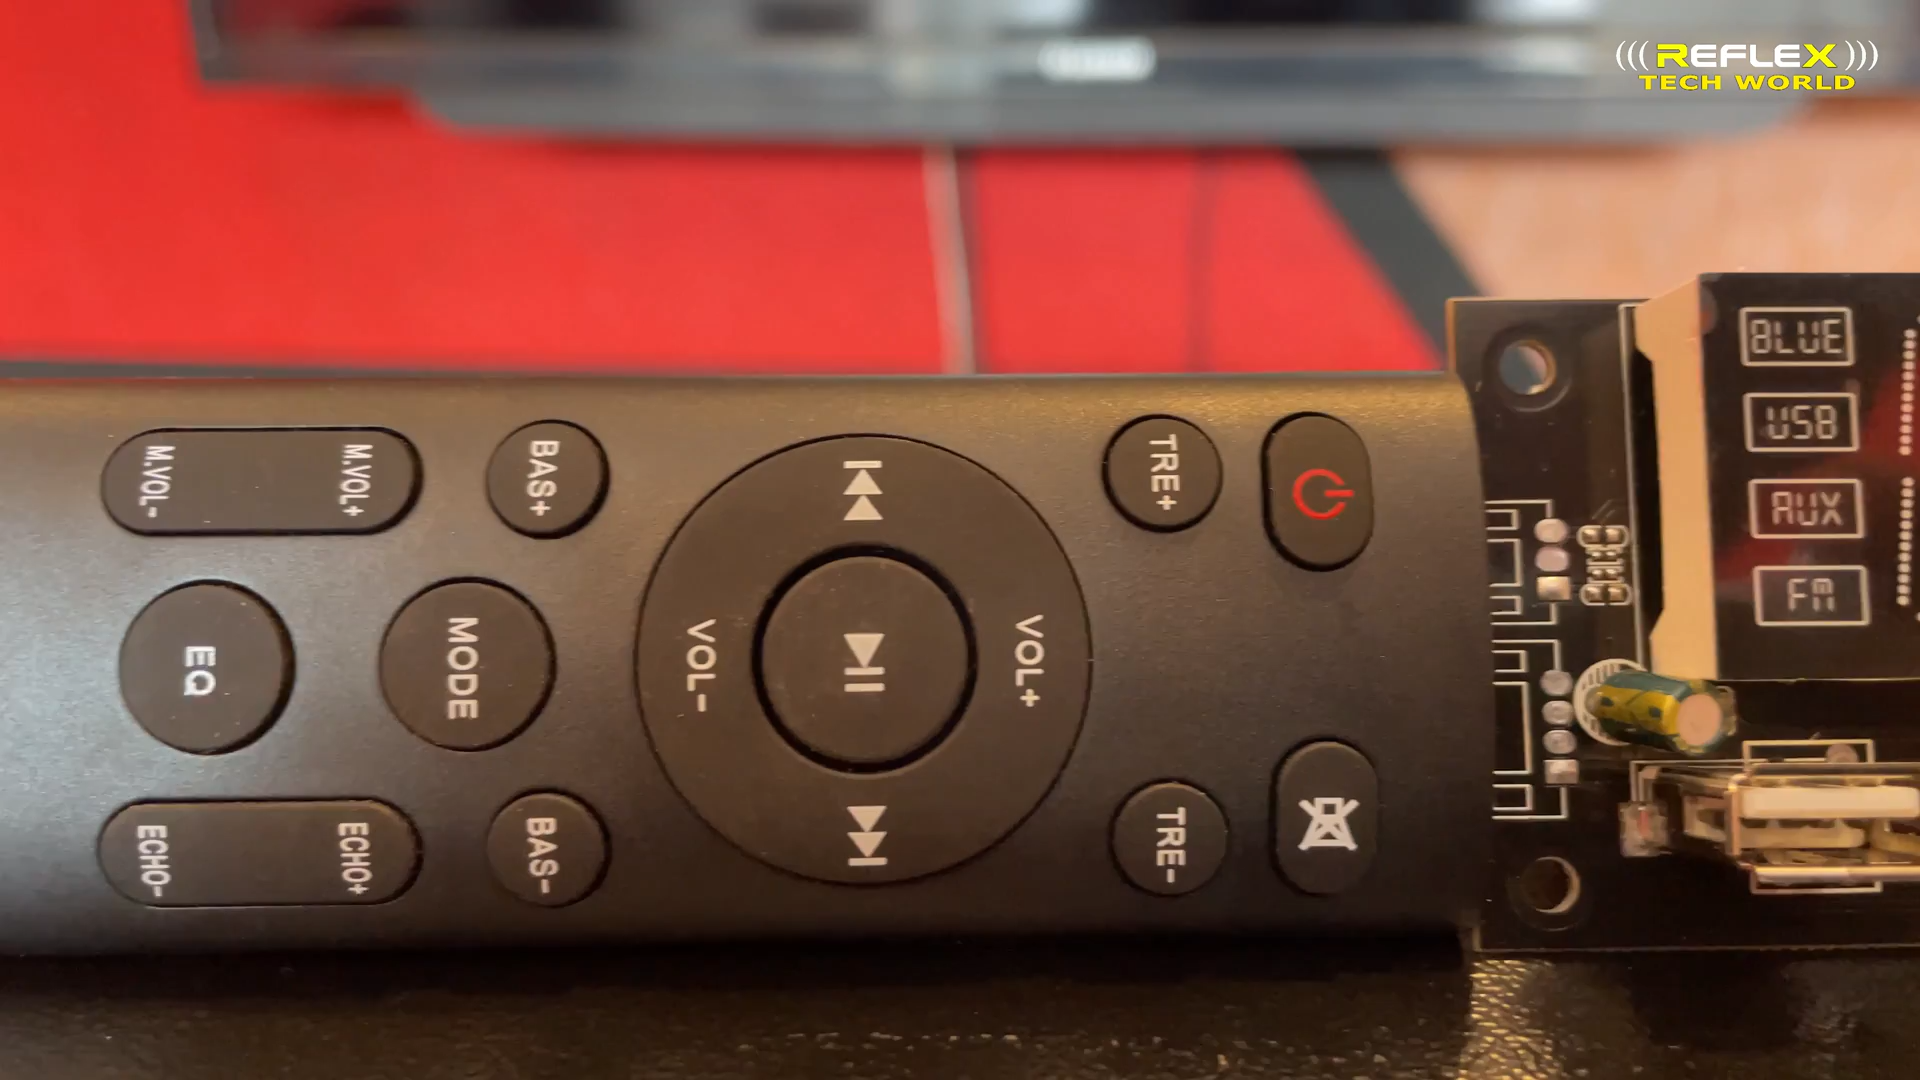 ((( REFLEX )))
TECH WORLD
BLUE
USB
AUX
FM
M.VOL-
M.VOL+
BAS+
TRE+
EQ
MODE
VOL-
VOL+
ECHO-
ECHO+
BAS-
TRE-